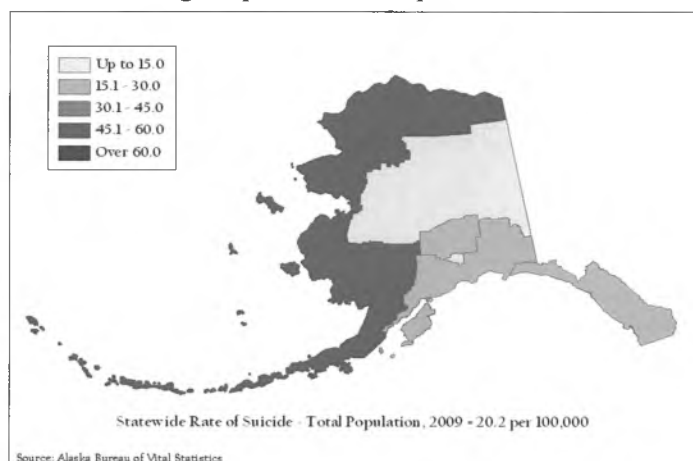 Up to 15.0
15.1 - 30.0
30.1 - 45.0
45.1 - 60.0
Over 60.0
Statewide Rate of Suicide - Total Population, 2009 = 20.2 per 100,000
Source: Alaska Bureau of Vital Statistics